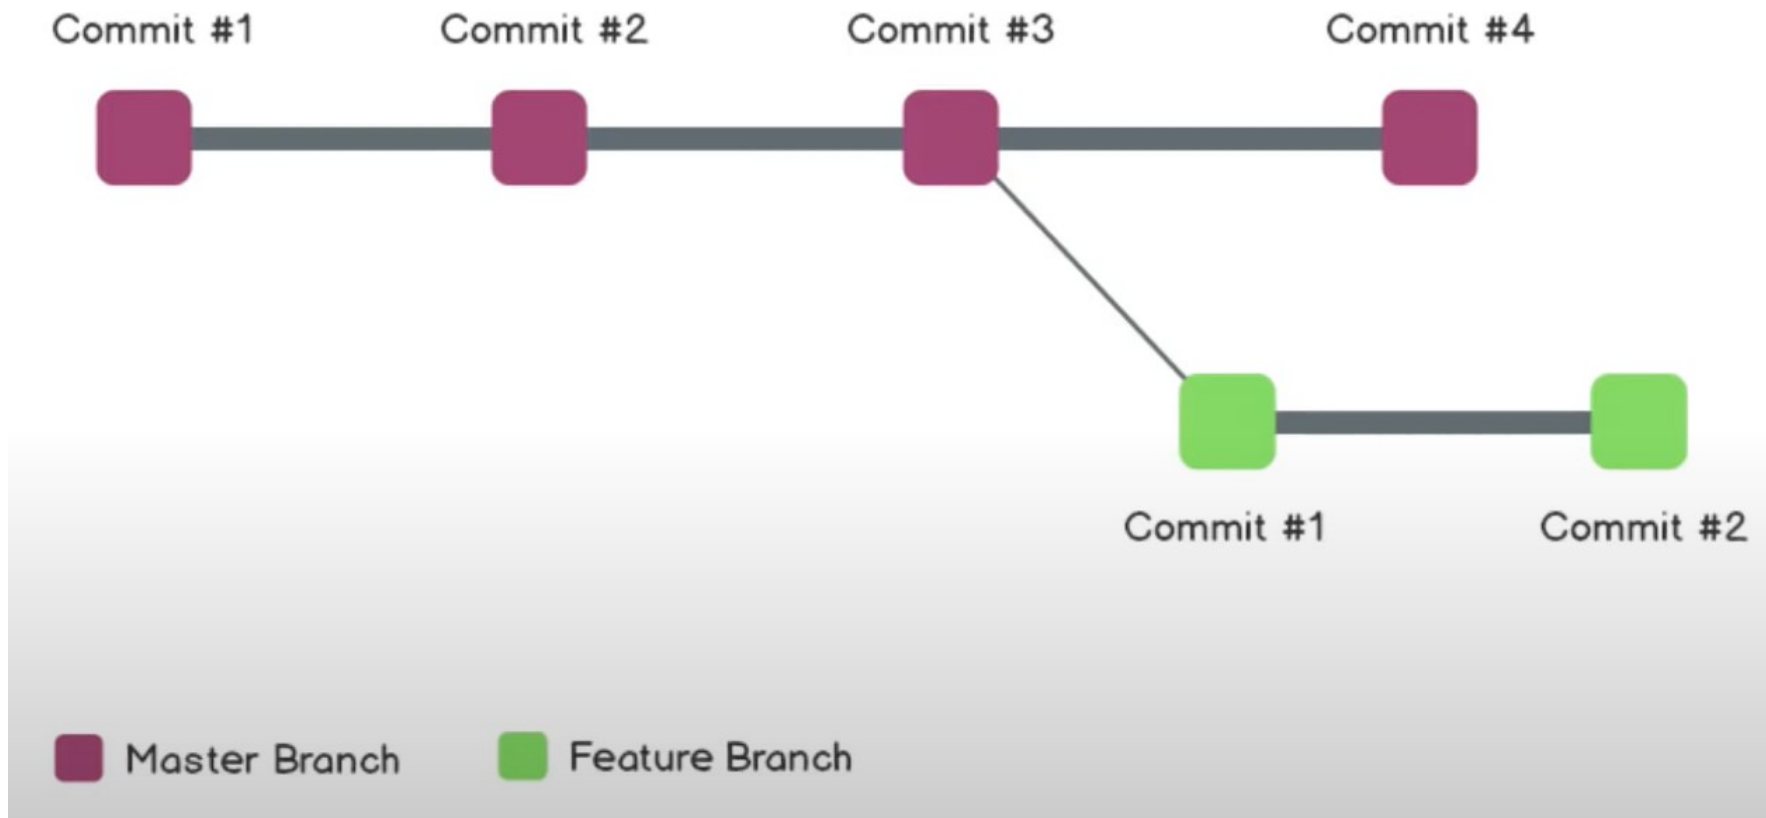 Commit #1
Commit #2
Commit #3
Commit #4
Commit #1
Commit #2
Master Branch
Feature Branch